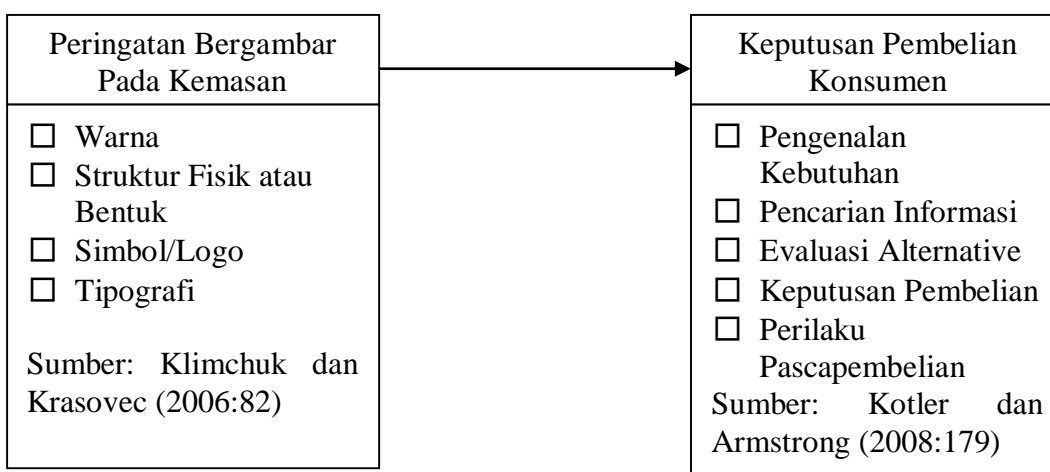 Peringatan Bergambar
Pada Kemasan
☐ Warna
☐ Struktur Fisik atau
Bentuk
☐ Simbol/Logo
☐ Tipografi
Sumber: Klimchuk dan
Krasovec (2006:82)
Keputusan Pembelian
Konsumen
☐ Pengenalan
Kebutuhan
☐ Pencarian Informasi
☐ Evaluasi Alternative
☐ Keputusan Pembelian
☐ Perilaku
Pascapembelian
Sumber: Kotler dan
Armstrong (2008:179)